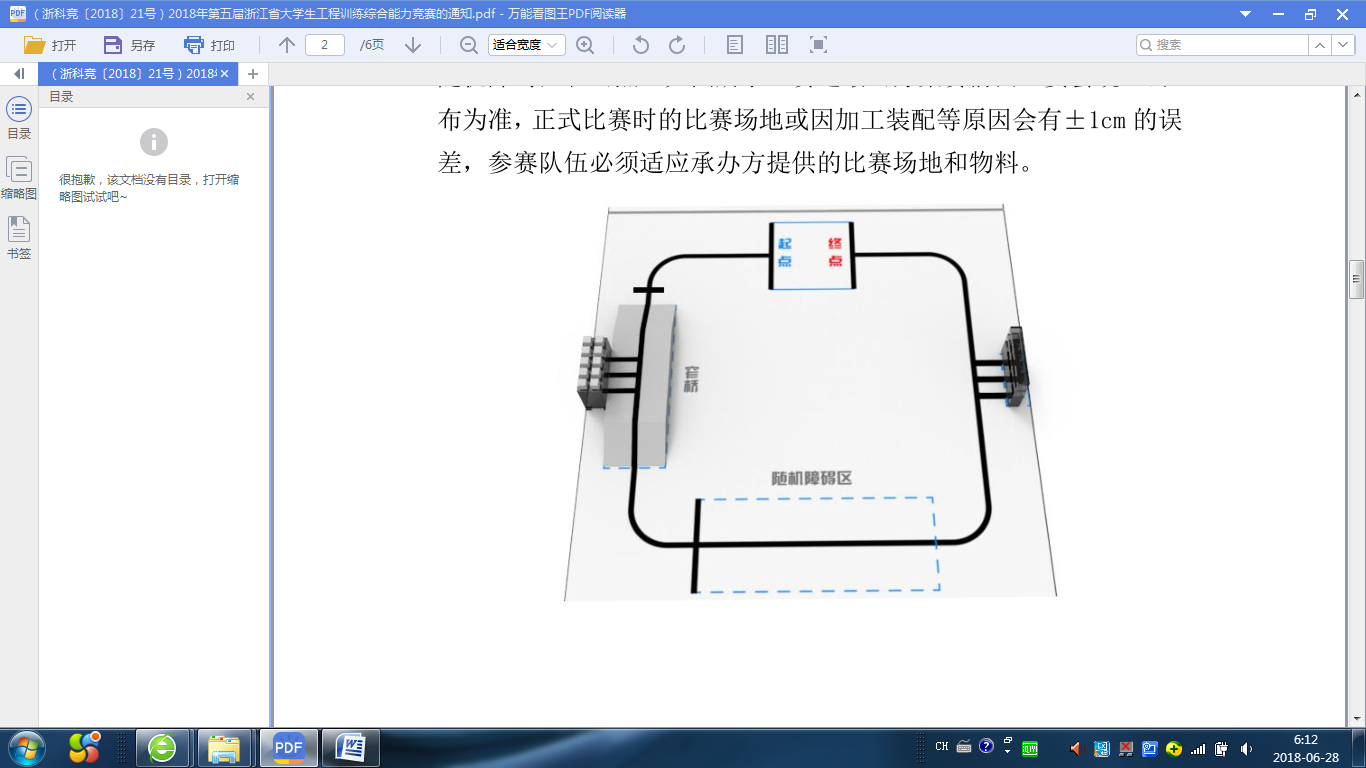 （浙科竞〔2018〕21号）2018年第五届浙江省大学生工程训练综合能力竞赛的通知.pdf - 万能看图王PDF阅读器
打开 另存 打印 2 /6页 适合宽度 搜索
（浙科竞〔2018〕21号）2018年
目录
目录
缩略图
书签
很抱歉，该文档没有目录，打开缩
略图试试吧~
布为准，正式比赛时的比赛场地或因加工装配等原因会有±1cm 的误
差，参赛队伍必须适应承办方提供的比赛场地和物料。
起点
终点
窄桥
随机障碍区
PDF
CH
6:12
2018-06-28